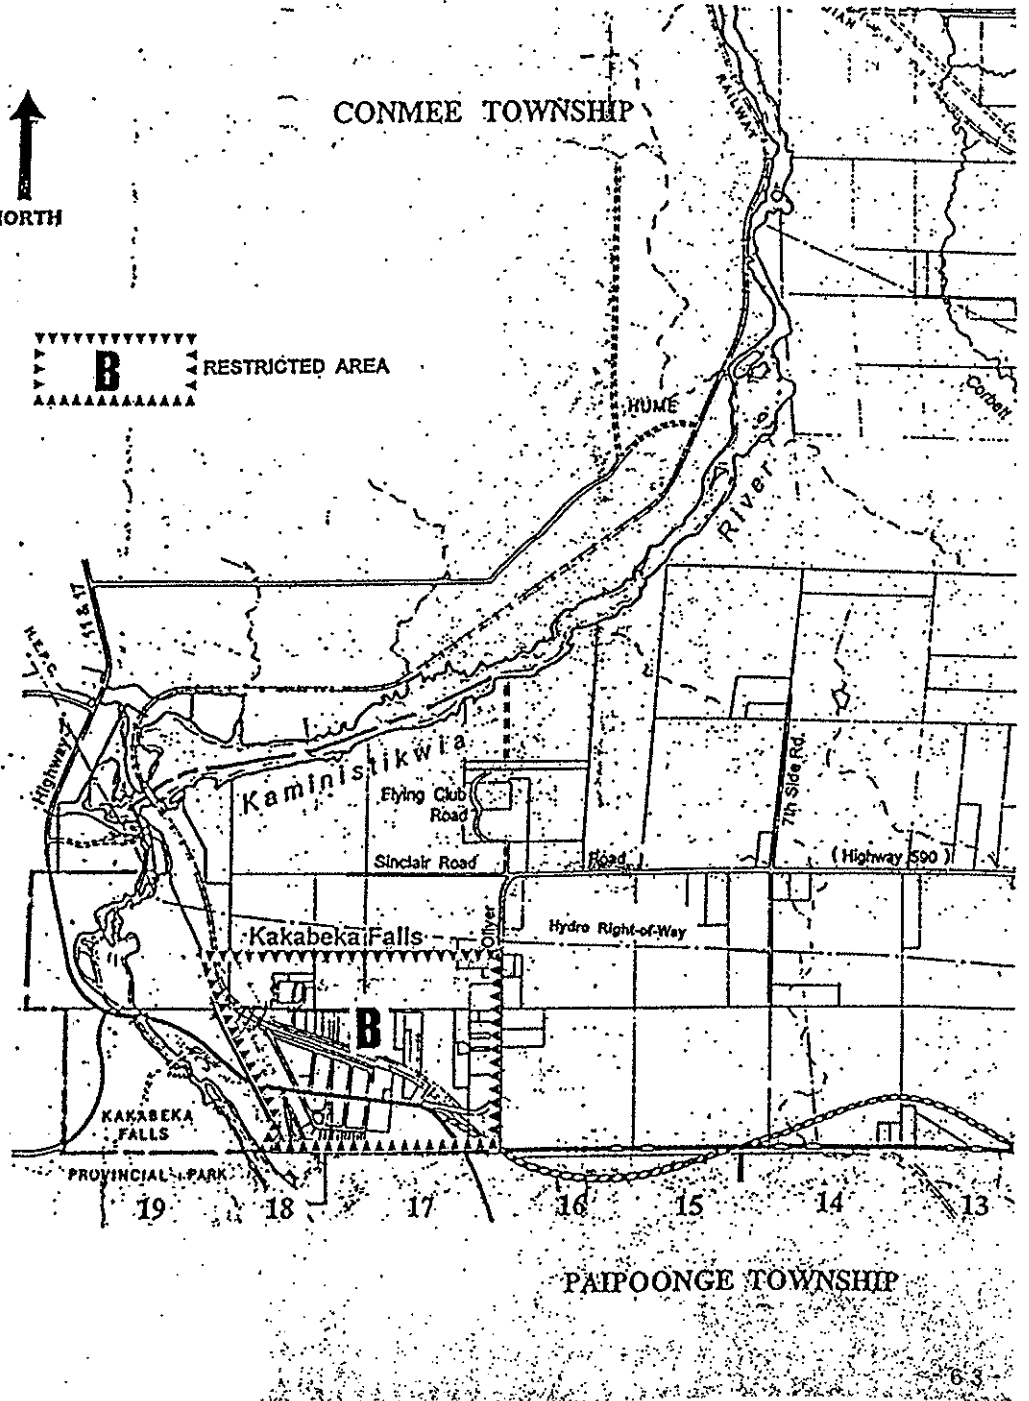 CONMEE TOWNSHIP
RAILWAY
NORTH
B
RESTRICTED AREA
HUME
Corbett
River
11 & 17
H.E.P.C.
Highway
Kaministikwia
7th Side Rd.
Flying Club
Road
Sinclair Road
Road
( Highway 590 )
Oliver
Kakabeka Falls
Hydro Right-of-Way
B
KAKABEKA
FALLS
PROVINCIAL PARK
19 18 17 16 15 14 13
PAIPOONGE TOWNSHIP
63